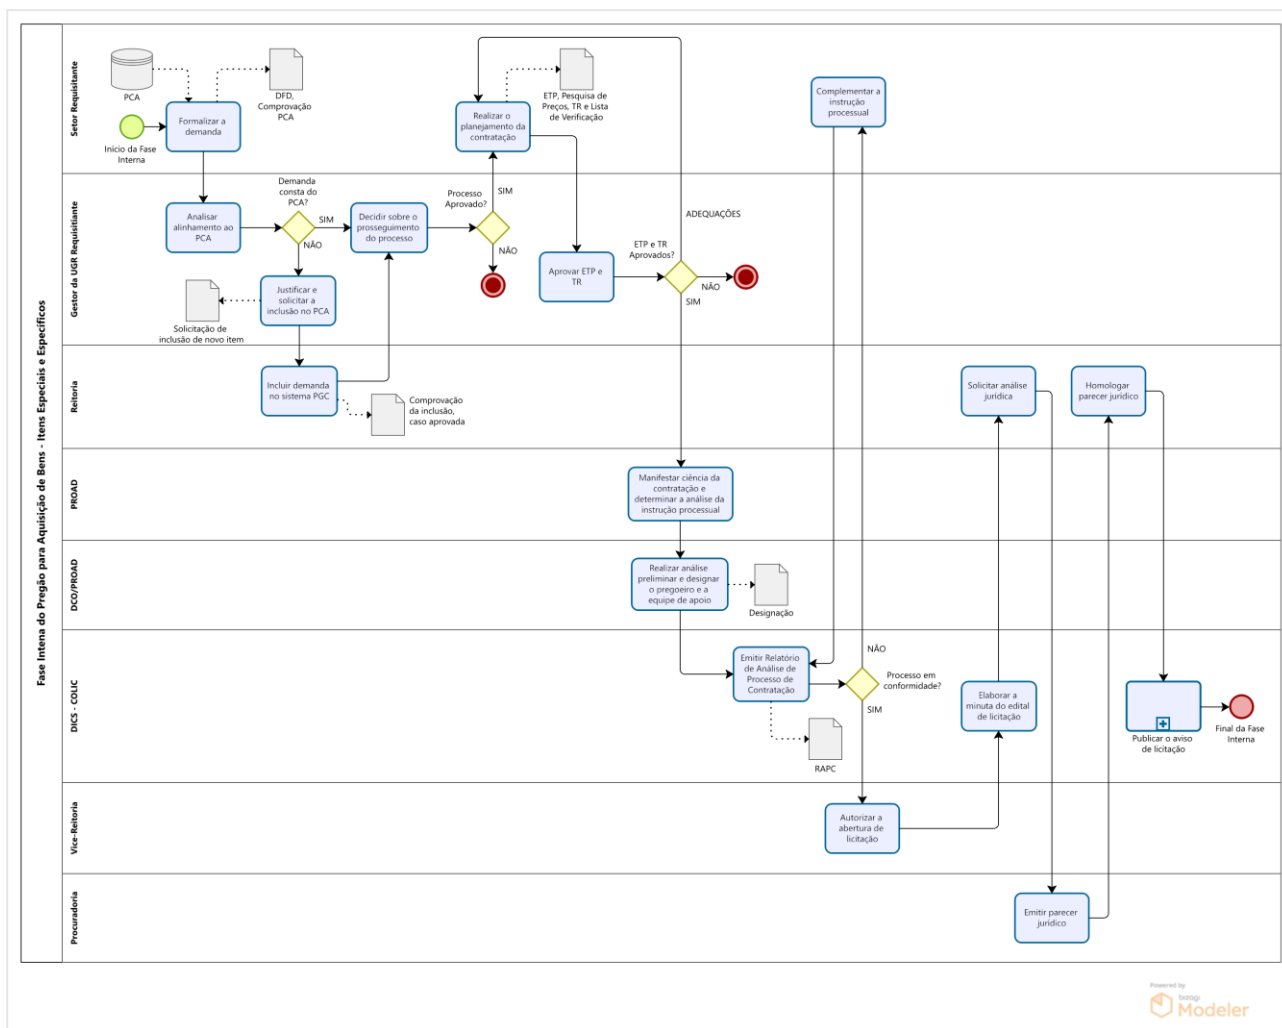 Fase Intena do Pregão para Aquisição de Bens - Itens Especiais e Específicos
Setor Requisitante
PCA
DFD,
Comprovação
PCA
Início da Fase
Interna
Formalizar a
demanda
Realizar o
planejamento da
contratação
ETP, Pesquisa de
Preços, TR e Lista
de Verificação
Complementar a
instrução
processual
Gestor da UGR Requisitiante
Analisar
alinhamento ao
PCA
Demanda
consta do
PCA?
SIM
NÃO
Decidir sobre o
prosseguimento
do processo
Processo
Aprovado?
SIM
NÃO
Justificar e
solicitar a
inclusão no PCA
Solicitação de
inclusão de novo item
Aprovar ETP e
TR
ETP e TR
Aprovados?
ADEQUAÇÕES
NÃO
SIM
Reitoria
Incluir demanda
no sistema PGC
Comprovação
da inclusão,
caso aprovada
Solicitar análise
jurídica
Homologar
parecer jurídico
PROAD
Manifestar ciência da
contratação e
determinar a análise da
instrução processual
DCO/PROAD
Realizar análise
preliminar e designar
o pregoeiro e a
equipe de apoio
Designação
DICS - COLIC
Emitir Relatório
de Análise de
Processo de
Contratação
RAPC
NÃO
Processo em
conformidade?
SIM
Elaborar a
minuta do edital
de licitação
Publicar o aviso
de licitação
Final da Fase
Interna
Vice-Reitoria
Autorizar a
abertura de
licitação
Procuradoria
Emitir parecer
jurídico
Powered by
bizagi
Modeler